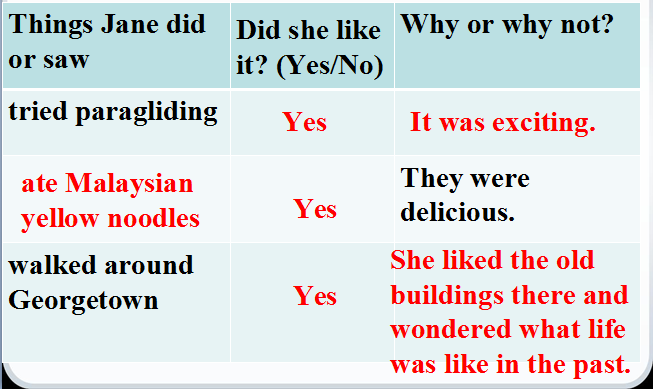 Things Jane did
or saw
Did she like
it? (Yes/No)
Why or why not?
tried paragliding
Yes
It was exciting.
ate Malaysian
yellow noodles
Yes
They were
delicious.
walked around
Georgetown
Yes
She liked the old
buildings there and
wondered what life
was like in the past.